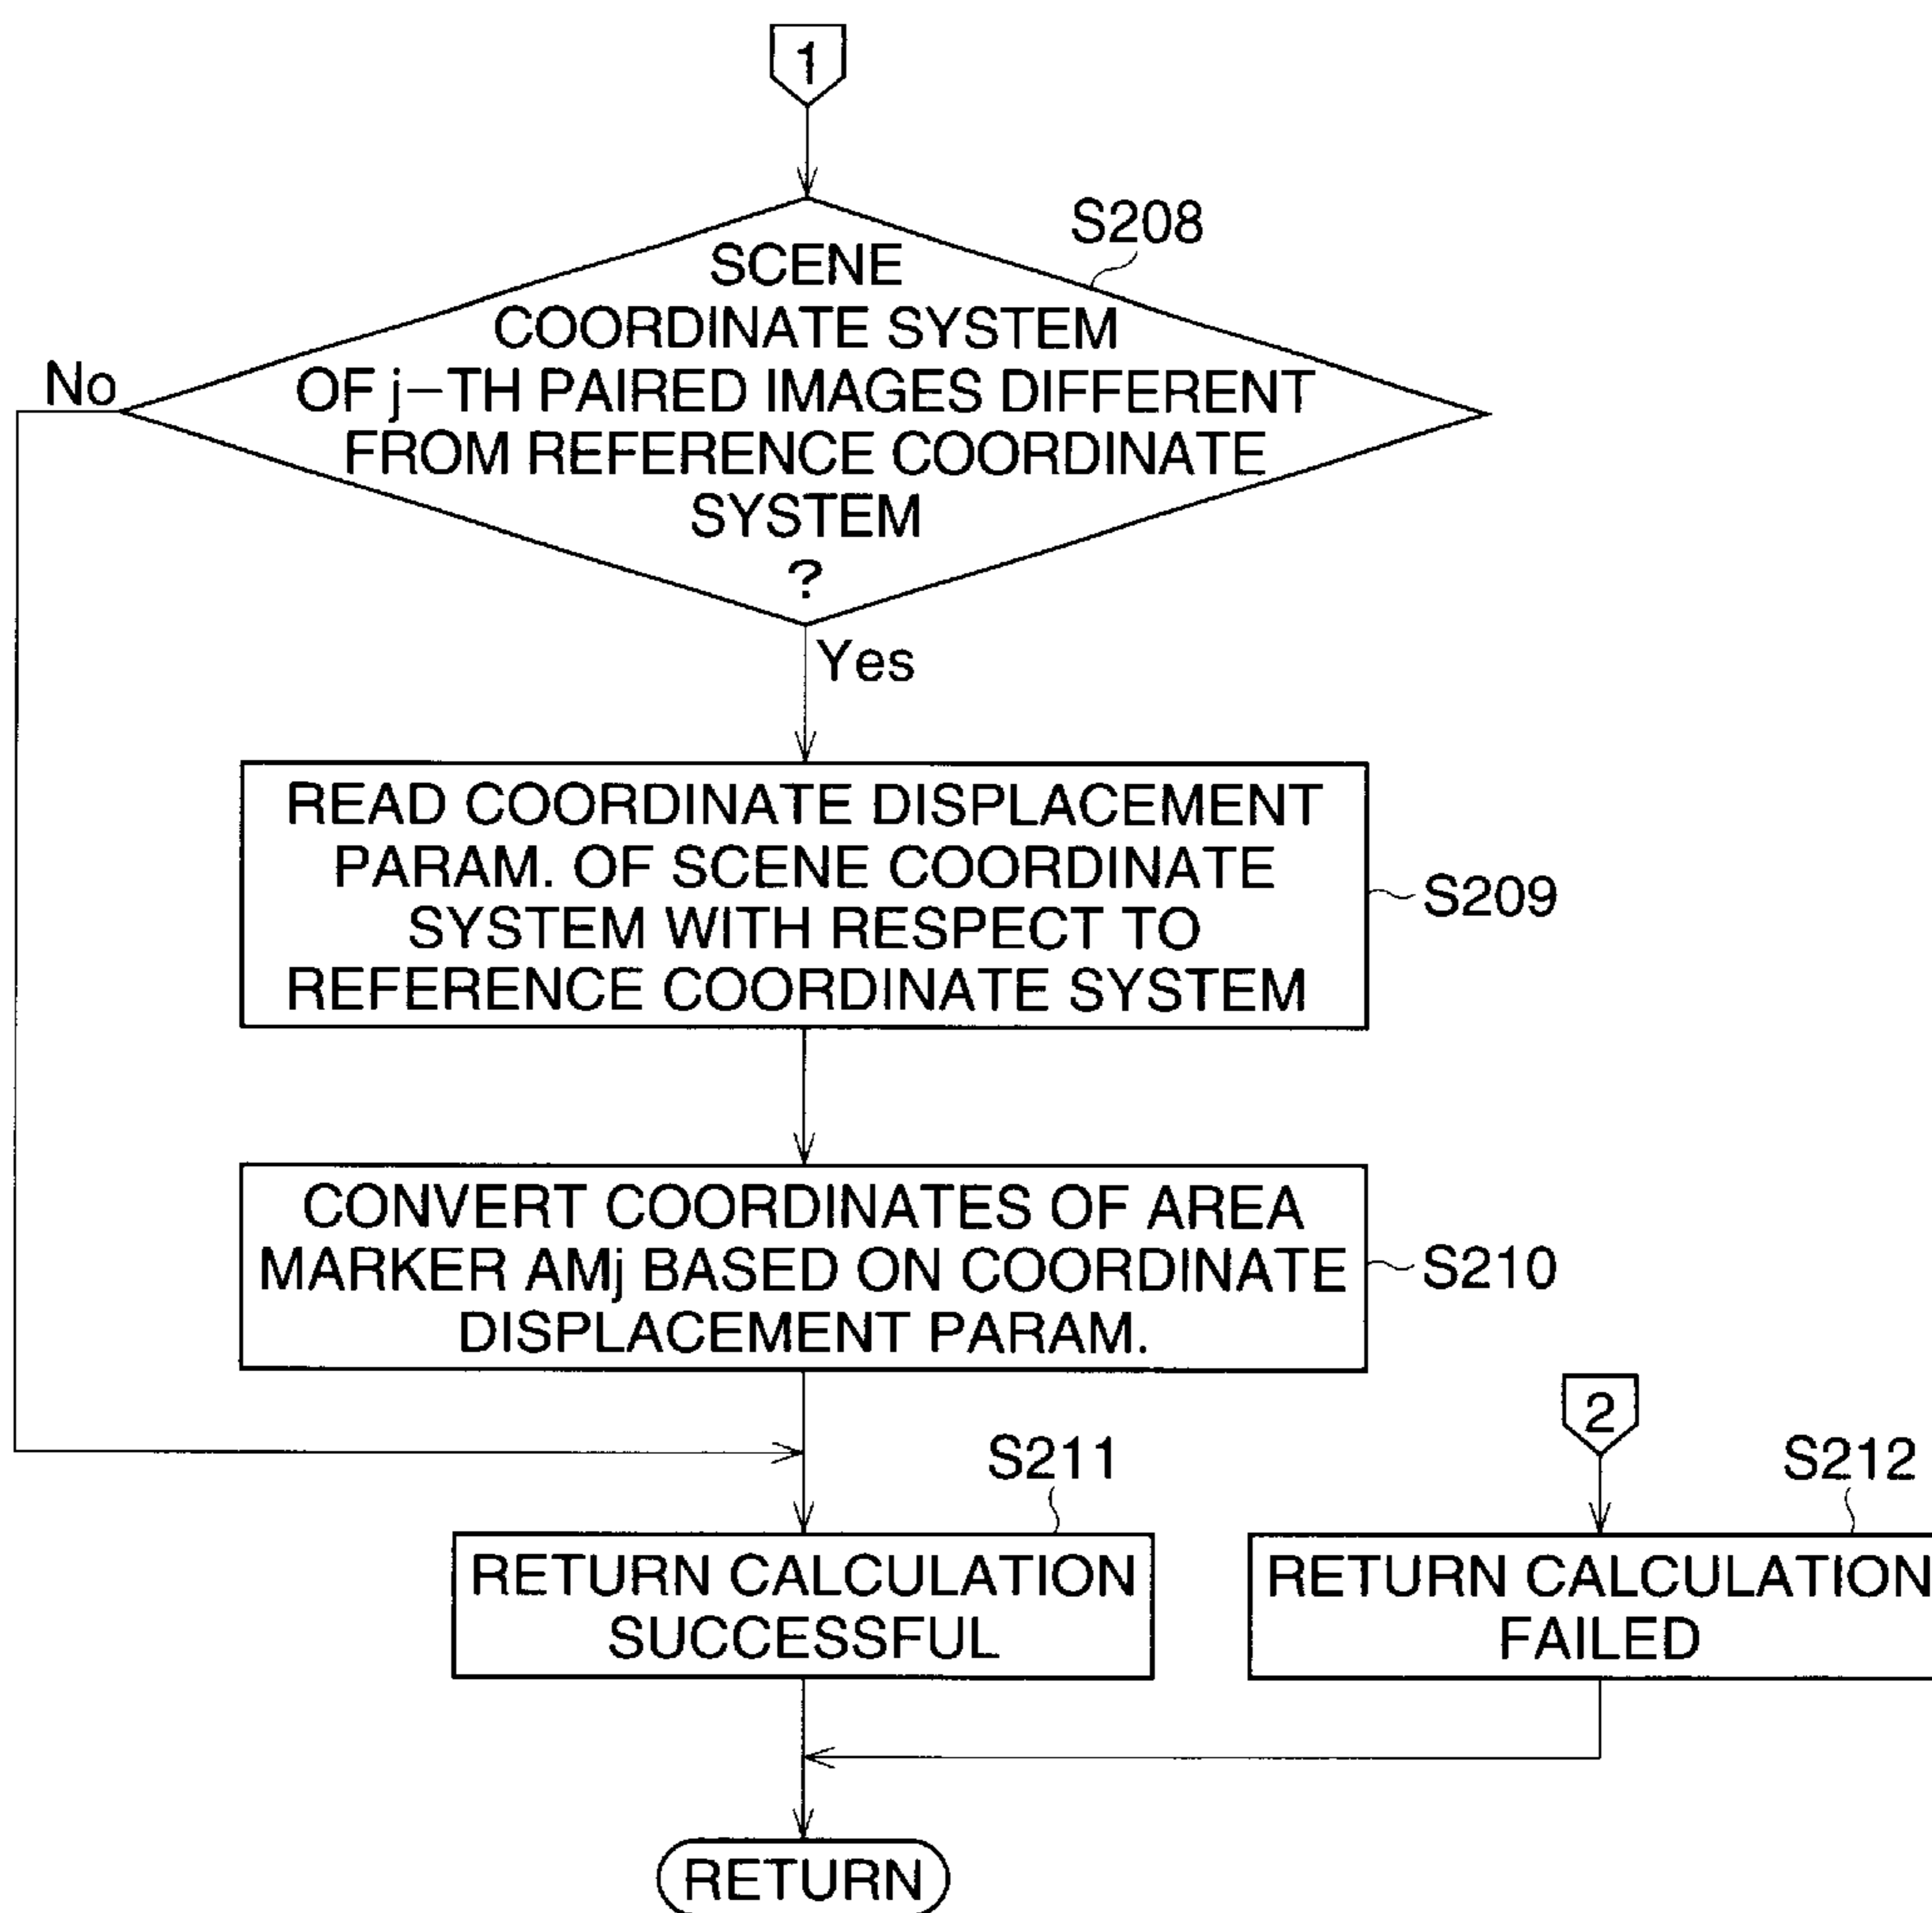 1
S208
SCENE
COORDINATE SYSTEM
OF j-TH PAIRED IMAGES DIFFERENT
FROM REFERENCE COORDINATE
SYSTEM
?
No
Yes
READ COORDINATE DISPLACEMENT
PARAM. OF SCENE COORDINATE
SYSTEM WITH RESPECT TO
REFERENCE COORDINATE SYSTEM
S209
CONVERT COORDINATES OF AREA
MARKER AMj BASED ON COORDINATE
DISPLACEMENT PARAM.
S210
2
S211
S212
RETURN CALCULATION
SUCCESSFUL
RETURN CALCULATION
FAILED
RETURN